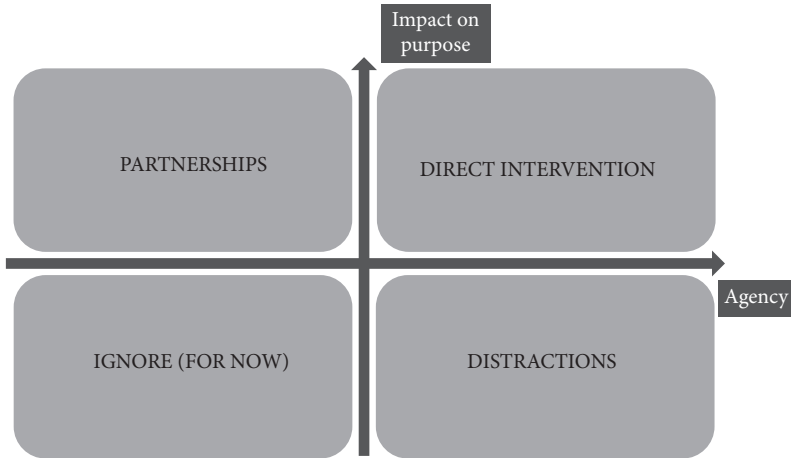 Impact on
purpose
PARTNERSHIPS
DIRECT INTERVENTION
Agency
IGNORE (FOR NOW)
DISTRACTIONS